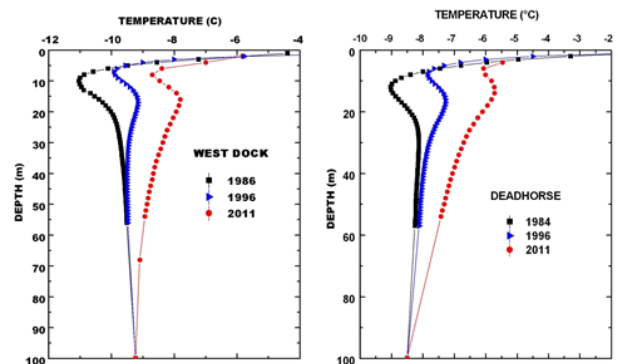 TEMPERATURE (C)
-12 -10 -8 -6 -4
0
10
20
30
40
50
60
70
80
90
100
DEPTH (m)
WEST DOCK
1986
1996
2011
TEMPERATURE (°C)
-10 -9 -8 -7 -6 -5 -4 -3 -2
0
20
40
60
80
100
DEPTH (m)
DEADHORSE
1984
1996
2011